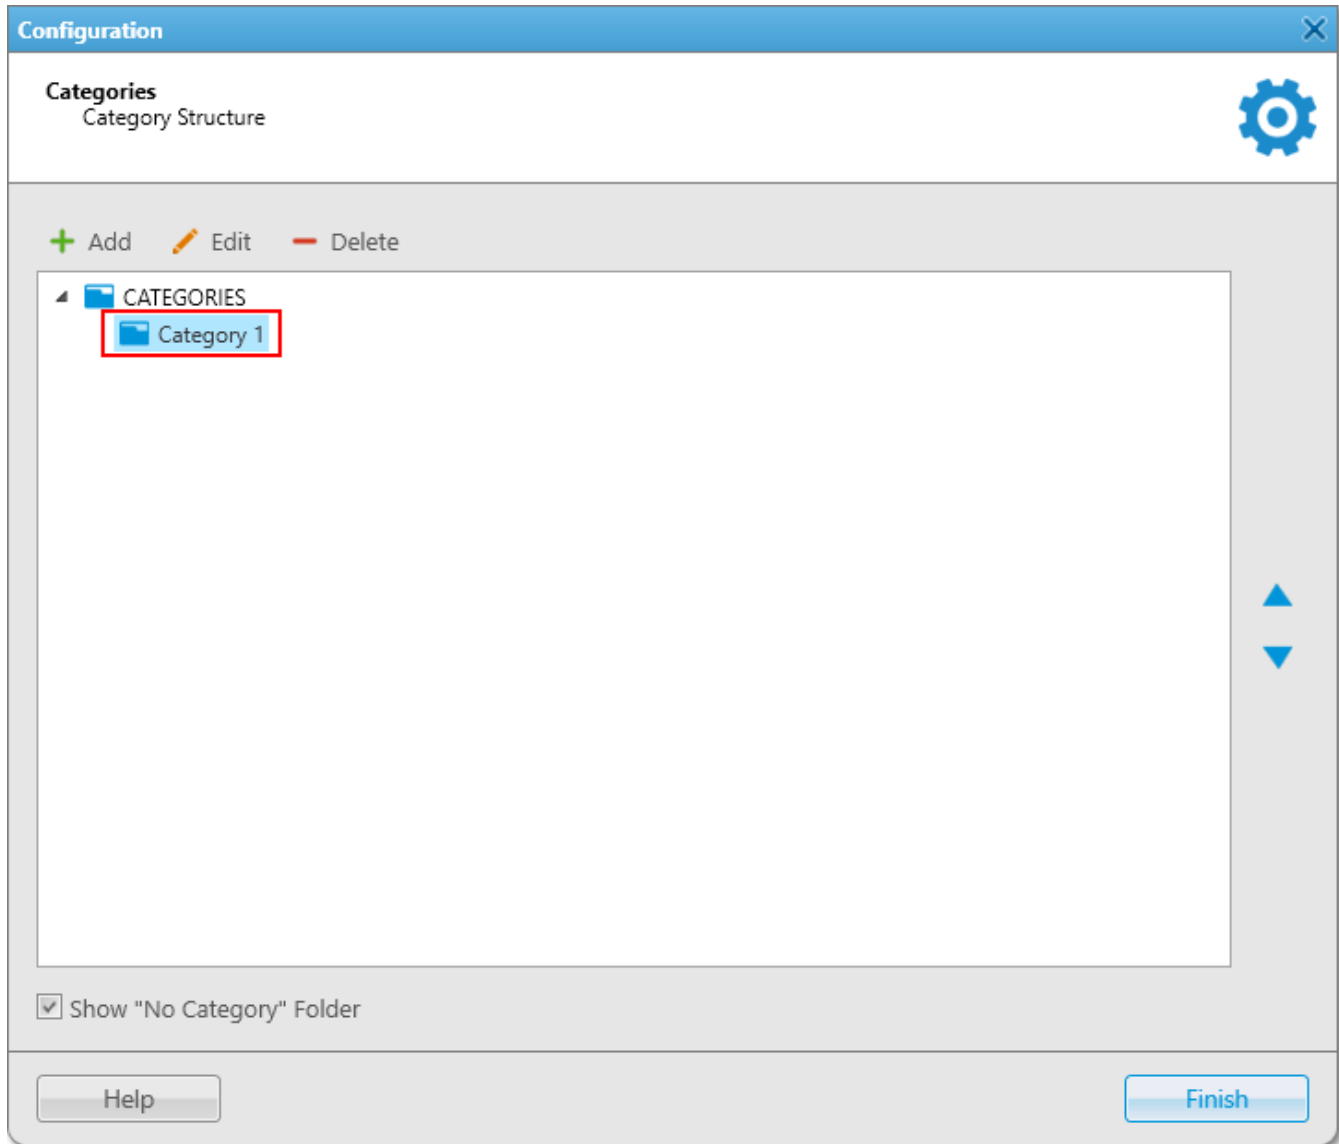 Configuration
Categories
Category Structure
Add Edit Delete
CATEGORIES
Category 1
Show "No Category" Folder
Help Finish